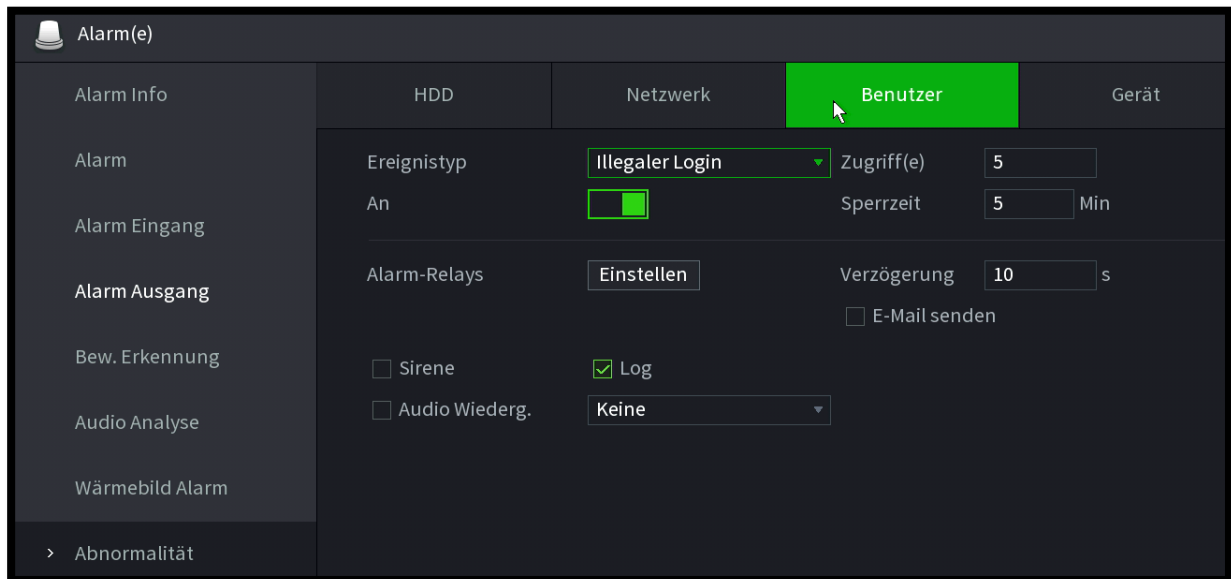 Alarm(e)
Alarm Info
Alarm
Alarm Eingang
Alarm Ausgang
Bew. Erkennung
Audio Analyse
Wärmebild Alarm
> Abnormalität
HDD Netzwerk Benutzer Gerät
Ereignistyp Illegaler Login Zugriff(e) 5
An Sperrzeit 5 Min
Alarm-Relays Einstellen Verzögerung 10 s
E-Mail senden
Sirene Log
Audio Wiederg. Keine